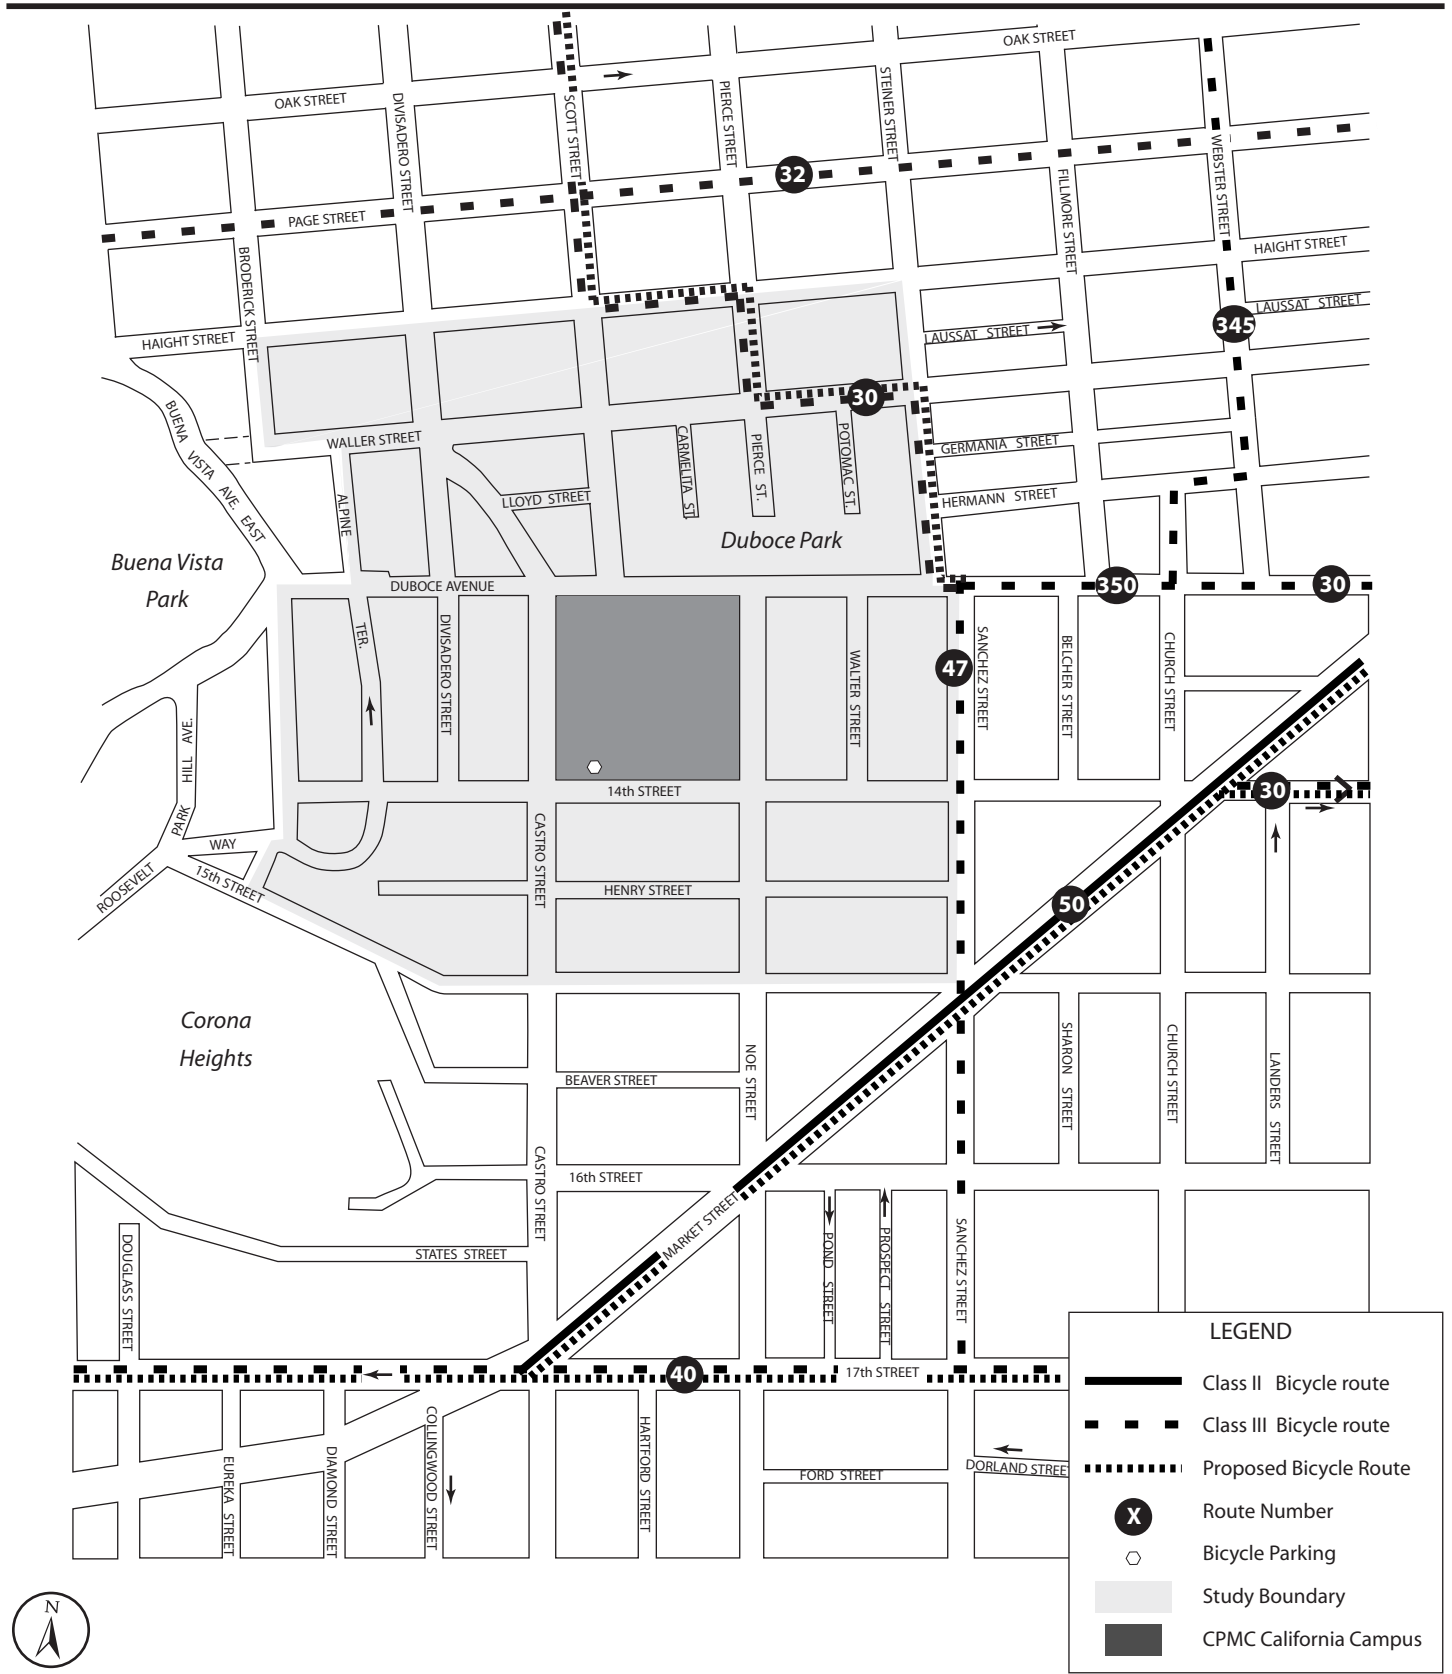 OAK STREET
OAK STREET
DIVISADERO STREET
SCOTT STREET
PIERCE STREET
STEINER STREET
WEBSTER STREET
FILLMORE STREET
32
PAGE STREET
HAIGHT STREET
BRODERICK STREET
HAIGHT STREET
LAUSSAT STREET
LAUSSAT STREET
345
30
BUENA VISTA AVE. EAST
WALLER STREET
CARMELITA ST.
PIERCE ST.
POTOMAC ST.
GERMANIA STREET
LLOYD STREET
HERMANN STREET
ALPINE
TER.
Duboce Park
Buena Vista
Park
DUBOCE AVENUE
350
30
DIVISADERO STREET
WALTER STREET
47
SANCHEZ STREET
BELCHER STREET
CHURCH STREET
PARK HILL AVE.
14th STREET
30
CASTRO STREET
WAY
ROOSEVELT
15th STREET
HENRY STREET
50
Corona
Heights
NOE STREET
SHARON STREET
CHURCH STREET
LANDERS STREET
BEAVER STREET
CASTRO STREET
16th STREET
MARKET STREET
POND STREET
PROSPECT STREET
SANCHEZ STREET
DOUGLASS STREET
STATES STREET
40
17th STREET
COLLINGWOOD STREET
HARTFORD STREET
EUREKA STREET
DIAMOND STREET
FORD STREET
DORLAND STREET
LEGEND
Class II Bicycle route
Class III Bicycle route
Proposed Bicycle Route
X
Route Number
Bicycle Parking
Study Boundary
CPMC California Campus
N